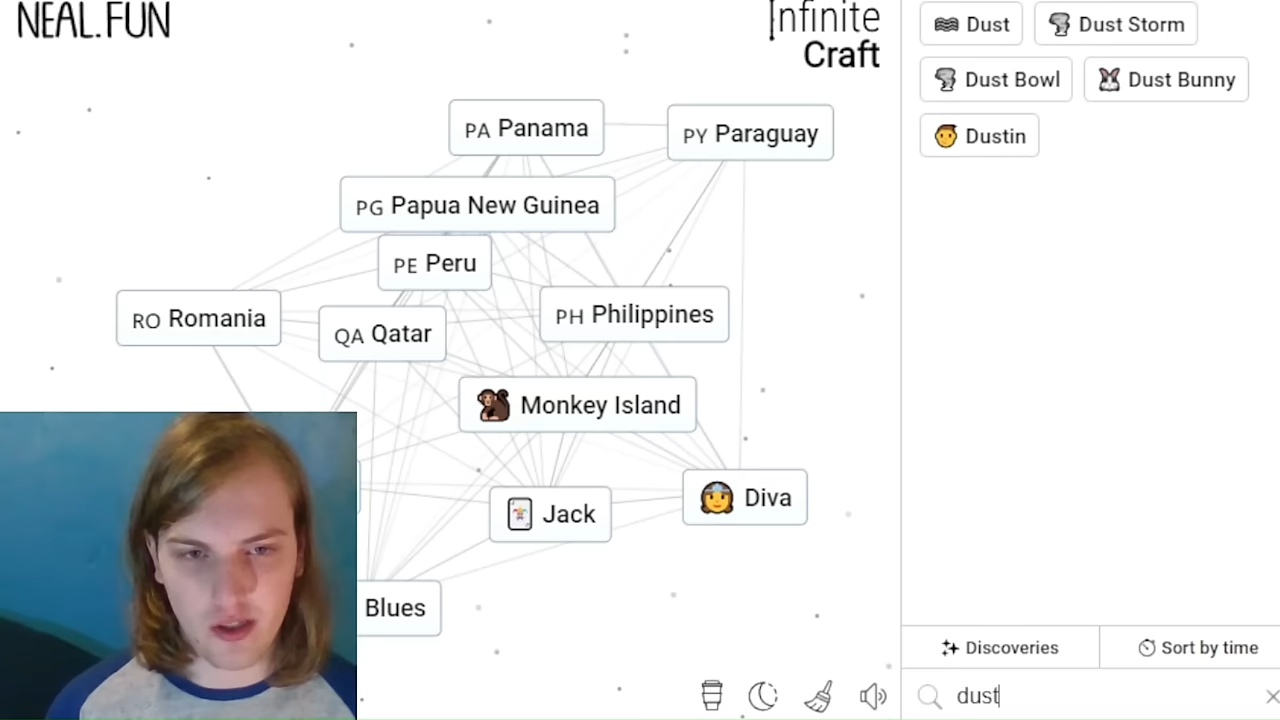 NEAL.FUN
Infinite
Craft
PA Panama
PY Paraguay
PG Papua New Guinea
PE Peru
RO Romania
QA Qatar
PH Philippines
Monkey Island
Jack
Diva
Blues
Dust
Dust Storm
Dust Bowl
Dust Bunny
Dustin
Discoveries
Sort by time
dust